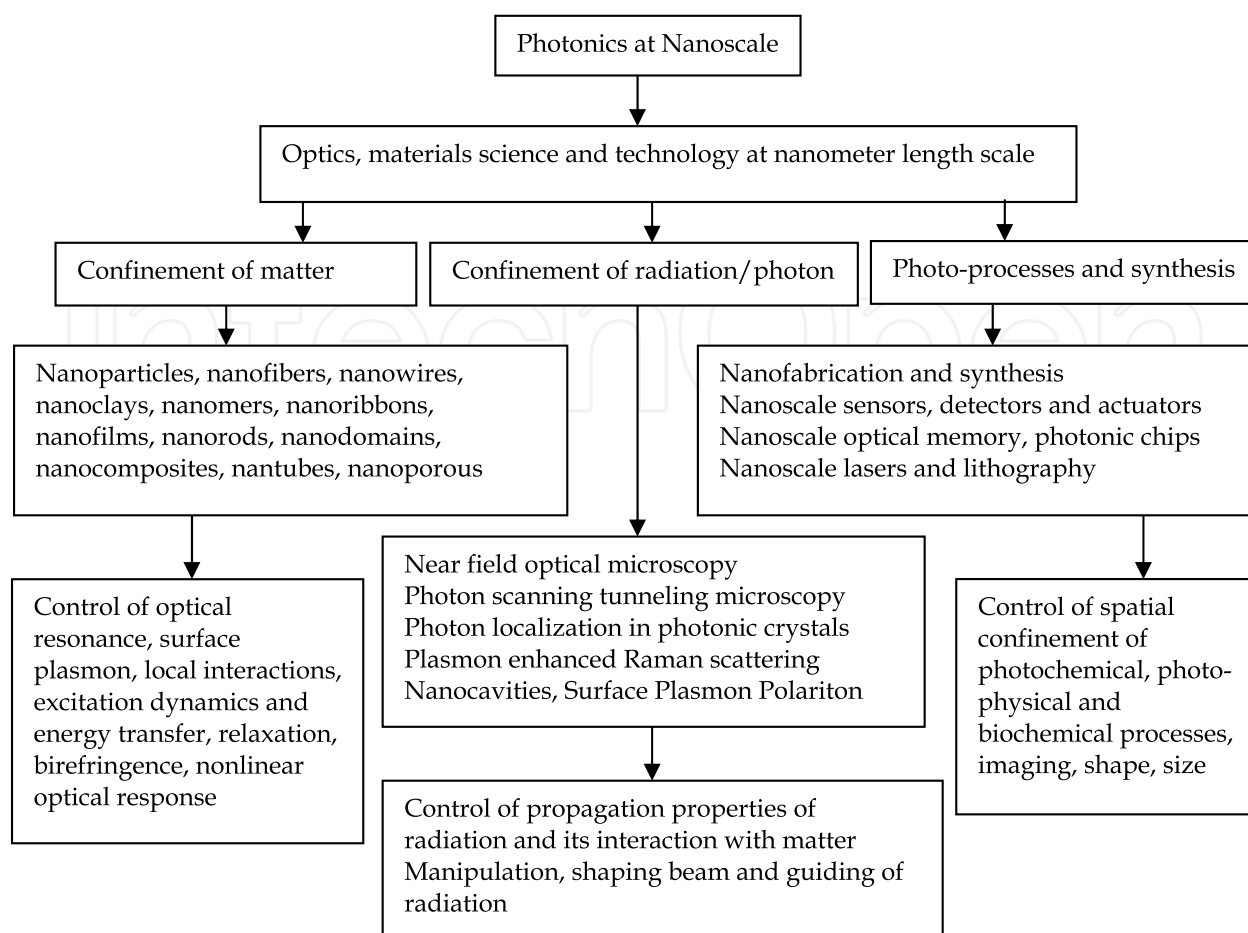 Photonics at Nanoscale
Optics, materials science and technology at nanometer length scale
Confinement of matter
Confinement of radiation/photon
Photo-processes and synthesis
Nanoparticles, nanofibers, nanowires,
nanoclays, nanomers, nanoribbons,
nanofilms, nanorods, nanodomains,
nanocomposites, nantubes, nanoporous
Nanofabrication and synthesis
Nanoscale sensors, detectors and actuators
Nanoscale optical memory, photonic chips
Nanoscale lasers and lithography
Control of optical
resonance, surface
plasmon, local interactions,
excitation dynamics and
energy transfer, relaxation,
birefringence, nonlinear
optical response
Near field optical microscopy
Photon scanning tunneling microscopy
Photon localization in photonic crystals
Plasmon enhanced Raman scattering
Nanocavities, Surface Plasmon Polariton
Control of spatial
confinement of
photochemical, photo-
physical and
biochemical processes,
imaging, shape, size
Control of propagation properties of
radiation and its interaction with matter
Manipulation, shaping beam and guiding of
radiation
IntechOpen